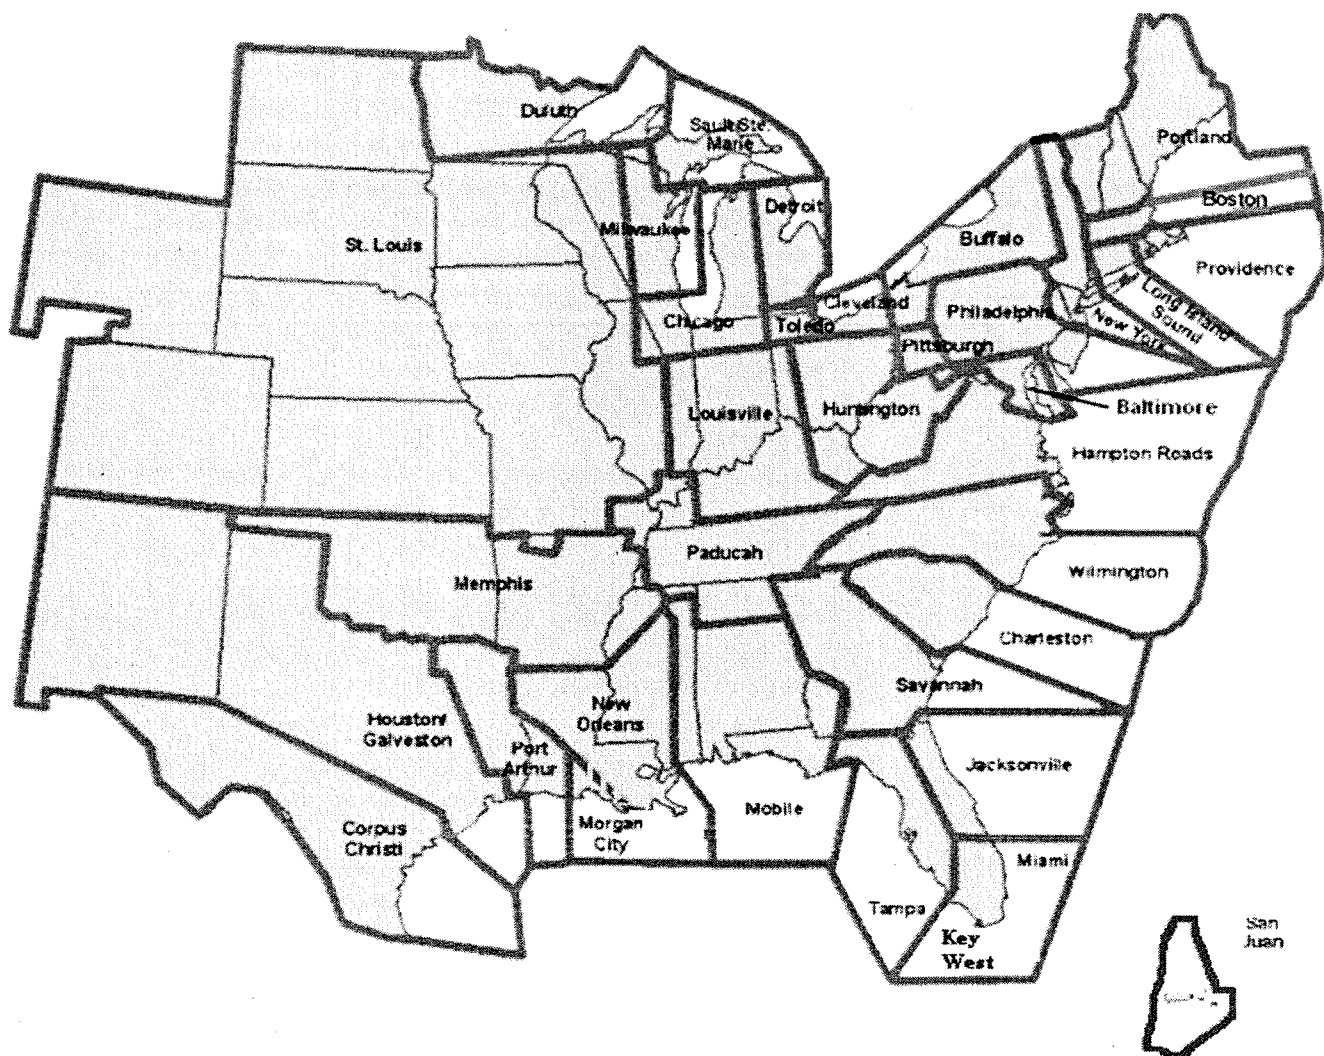 Duluth
Sault Ste.
Marie
Portland
Boston
Detroit
Milwaukee
St. Louis
Buffalo
Providence
Long Island
Sound
Cleveland
Philadelphia
New York
Chicago
Toledo
Pittsburgh
Louisville
Huntington
Baltimore
Hampton Roads
Paducah
Memphis
Wilmington
Charleston
Savannah
New
Orleans
Houston/
Galveston
Port
Arthur
Jacksonville
Mobile
Corpus
Christi
Morgan
City
Miami
Tampa
Key
West
San
Juan